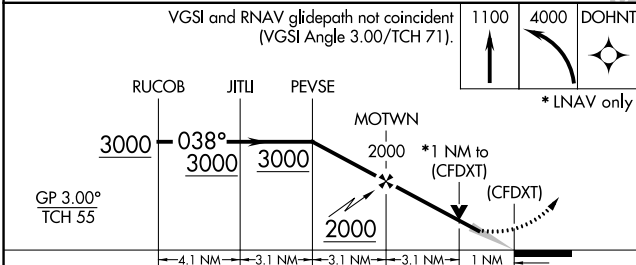 VGSI and RNAV glidepath not coincident
(VGSI Angle 3.00/TCH 71).
1100
4000
DOHNT
* LNAV only
RUCOB
JITLI
PEVSE
MOTWN
2000
*1 NM to
(CFDXT)
(CFDXT)
3000
038°
3000
3000
2000
GP 3.00°
TCH 55
4.1 NM
3.1 NM
3.1 NM
3.1 NM
1 NM